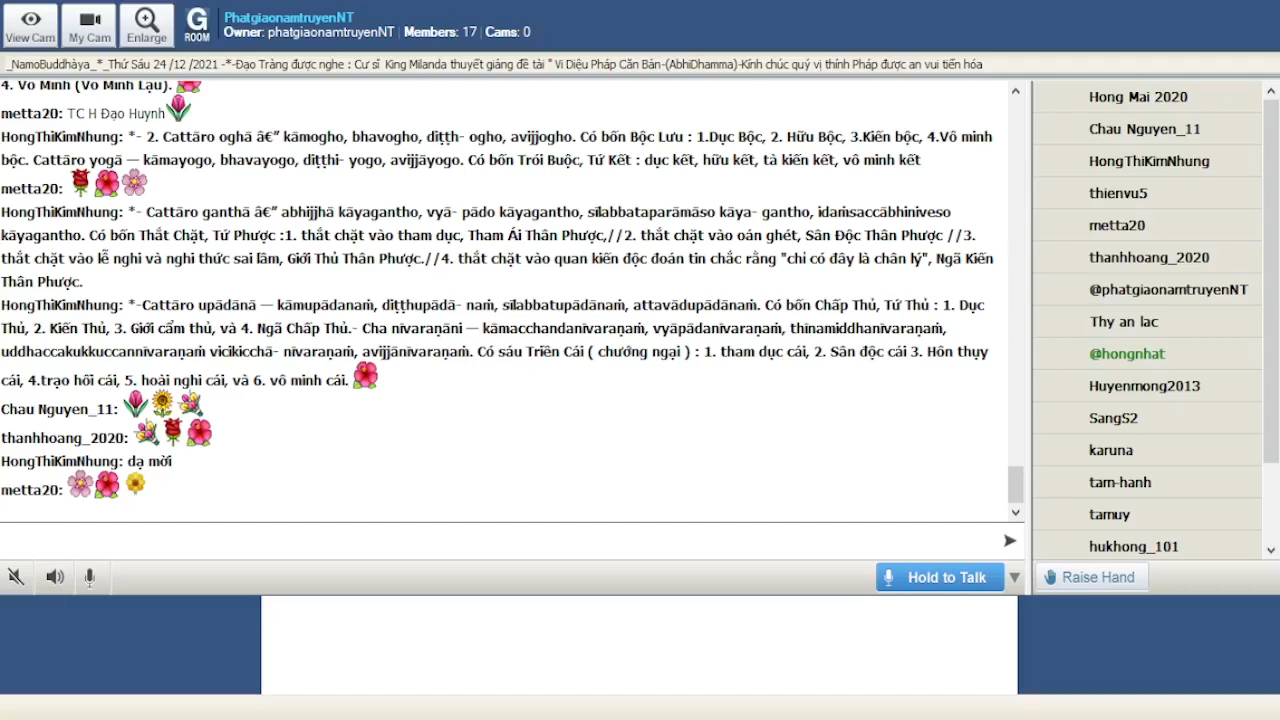 View Cam
My Cam
Enlarge
G
ROOM
PhatgiaonamtruyenNT
Owner: phatgiaonamtruyenNT | Members: 17 | Cams: 0
_NamoBuddhàya_*_Thứ Sáu 24 /12 /2021 -*-Đạo Tràng được nghe : Cư sĩ  King Milanda thuyết giảng đề tài " Vi Diệu Pháp Căn Bản-(AbhiDhamma)-Kính chúc quý vị thính Pháp được an vui tiến hóa
4. Vô Minh (Vô Minh Lậu).
metta20: TC H Đạo Huynh
HongThiKimNhung: *- 2. Cattāro oghā â€” kāmogho, bhavogho, diṭṭh- ogho, avijjogho. Có bốn Bộc Lưu : 1.Dục Bộc, 2. Hữu Bộc, 3.Kiến bộc, 4.Vô minh
bộc. Cattāro yogā — kāmayogo, bhavayogo, diṭṭhi- yogo, avijjāyogo. Có bốn Trói Buộc, Tứ Kết : dục kết, hữu kết, tà kiến kết, vô minh kết
metta20:
HongThiKimNhung: *- Cattāro ganthā â€” abhijjhā kāyagantho, vyā- pādo kāyagantho, sīlabbataparāmāso kāya- gantho, idaṁsaccābhiniveso
kāyagantho. Có bốn Thắt Chặt, Tứ Phược :1. thắt chặt vào tham dục, Tham Ái Thân Phược,//2. thắt chặt vào oán ghét, Sân Độc Thân Phược //3.
thắt chặt vào lễ nghi và nghi thức sai lầm, Giới Thủ Thân Phược.//4. thắt chặt vào quan kiến độc đoán tin chắc rằng "chỉ có đây là chân lý", Ngã Kiến
Thân Phược.
HongThiKimNhung: *-Cattāro upādānā — kāmupādanaṁ, diṭṭhupādā- naṁ, sīlabbatupādānaṁ, attavādupādānaṁ. Có bốn Chấp Thủ, Tứ Thủ : 1. Dục
Thủ, 2. Kiến Thủ, 3. Giới cấm thủ, và 4. Ngã Chấp Thủ.- Cha nīvaraṇāni — kāmacchandanīvaraṇaṁ, vyāpādanīvaraṇaṁ, thīnamiddhanīvaraṇaṁ,
uddhaccakukkuccannīvaraṇaṁ vicikicchā- nīvaraṇaṁ, avijjānīvaraṇaṁ. Có sáu Triền Cái ( chướng ngại ) : 1. tham dục cái, 2. Sân độc cái 3. Hôn thụy
cái, 4.trạo hối cái, 5. hoài nghi cái, và 6. vô minh cái.
Chau Nguyen_11:
thanhhoang_2020:
HongThiKimNhung: dạ mời
metta20:
Hold to Talk
Hong Mai 2020
Chau Nguyen_11
HongThiKimNhung
thienvu5
metta20
thanhhoang_2020
@phatgiaonamtruyenNT
Thy an lac
@hongnhat
Huyenmong2013
SangS2
karuna
tam-hanh
tamuy
hukhong_101
Raise Hand